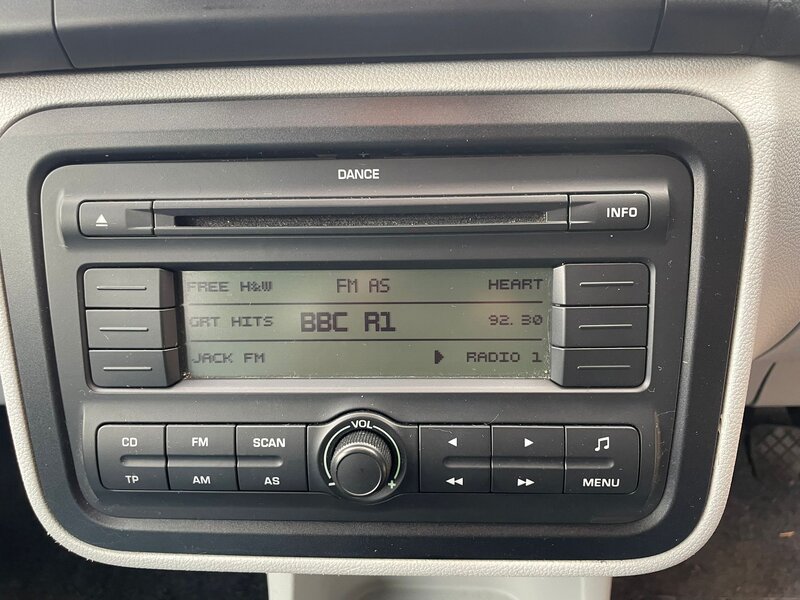 DANCE
INFO
FREE H&W FM AS HEART
GRT HITS BBC R1 92.30
JACK FM RADIO 1
CD FM SCAN VOL MENU
TP AM AS - +